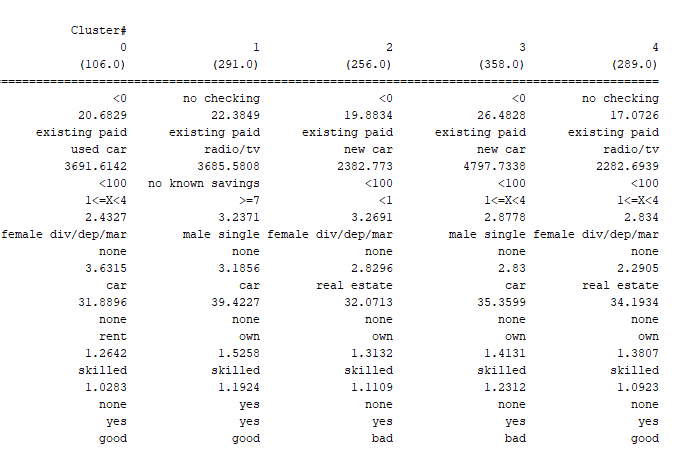 Cluster#
0 1 2 3 4
(106.0) (291.0) (256.0) (358.0) (289.0)
================================================================================
<0 no checking <0 <0 no checking
20.6829 22.3849 19.8834 26.4828 17.0726
existing paid existing paid existing paid existing paid existing paid
used car radio/tv new car new car radio/tv
3691.6142 3685.5808 2382.773 4797.7338 2282.6939
<100 no known savings <100 <100 <100
1<=X<4 >=7 <1 1<=X<4 1<=X<4
2.4327 3.2371 3.2691 2.8778 2.834
female div/dep/mar male single female div/dep/mar male single female div/dep/mar
none none none none none
3.6315 3.1856 2.8296 2.83 2.2905
car car real estate car real estate
31.8896 39.4227 32.0713 35.3599 34.1934
none none none none none
rent own own own own
1.2642 1.5258 1.3132 1.4131 1.3807
skilled skilled skilled skilled skilled
1.0283 1.1924 1.1109 1.2312 1.0923
none yes none none none
yes yes yes yes yes
good good bad bad good